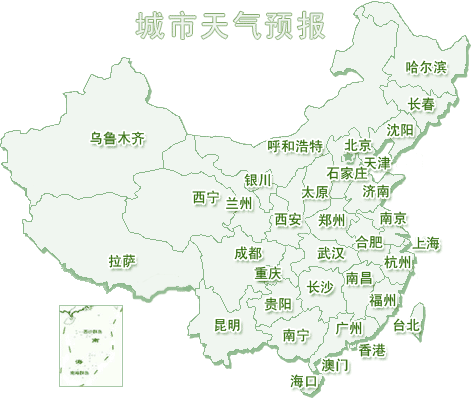 城市天气预报
哈尔滨
长春
沈阳
乌鲁木齐
呼和浩特
北京
天津
石家庄
银川
太原
济南
西宁
兰州
西安
郑州
南京
合肥
上海
成都
武汉
杭州
拉萨
重庆
南昌
长沙
贵阳
福州
昆明
南宁
广州
台北
香港
澳门
海口